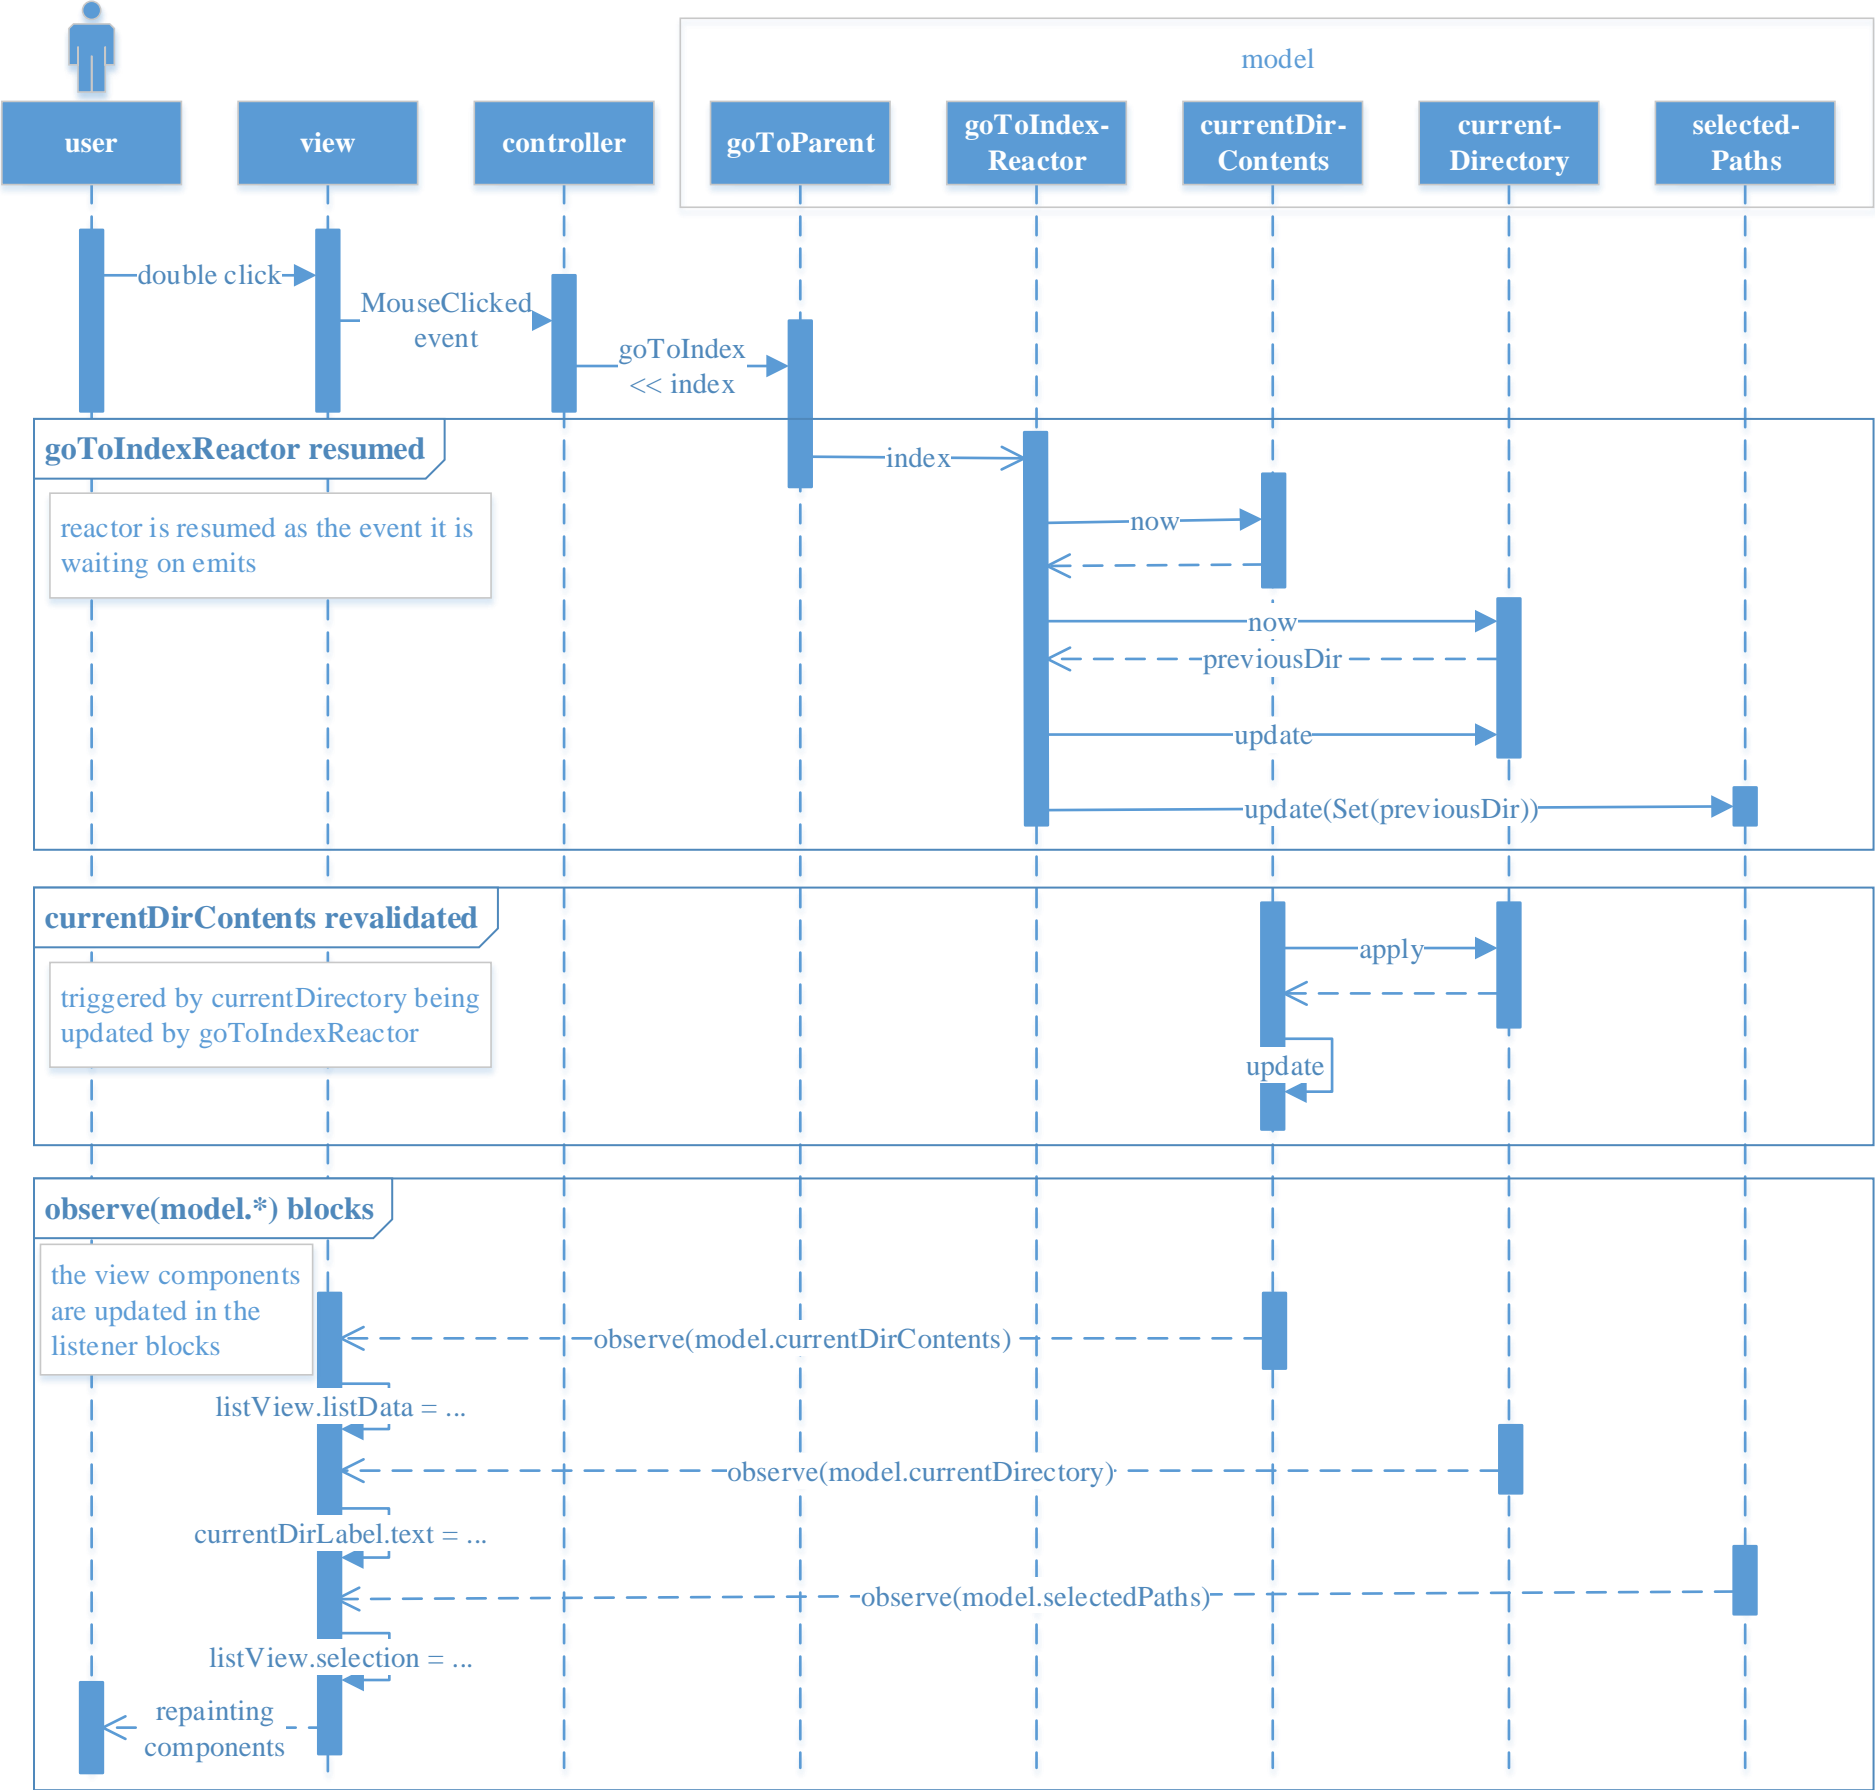 model
user
view
controller
goToParent
goToIndex-
Reactor
currentDir-
Contents
current-
Directory
selected-
Paths
double click
MouseClicked
event
goToIndex
<< index
goToIndexReactor resumed
index
reactor is resumed as the event it is
waiting on emits
now
now
previousDir
update
update(Set(previousDir))
currentDirContents revalidated
apply
triggered by currentDirectory being
updated by goToIndexReactor
update
observe(model.*) blocks
the view components
are updated in the
listener blocks
observe(model.currentDirContents)
listView.listData = ...
observe(model.currentDirectory)
currentDirLabel.text = ...
observe(model.selectedPaths)
listView.selection = ...
repainting
components